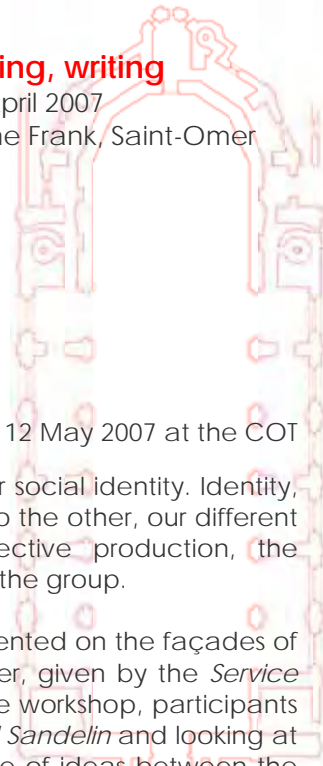 ing, writing
pril 2007
ne Frank, Saint-Omer
12 May 2007 at the COT
r social identity. Identity,
o the other, our different
ective production, the
the group.
ented on the façades of
er, given by the Service
e workshop, participants
l Sandelin and looking at
e of ideas between the